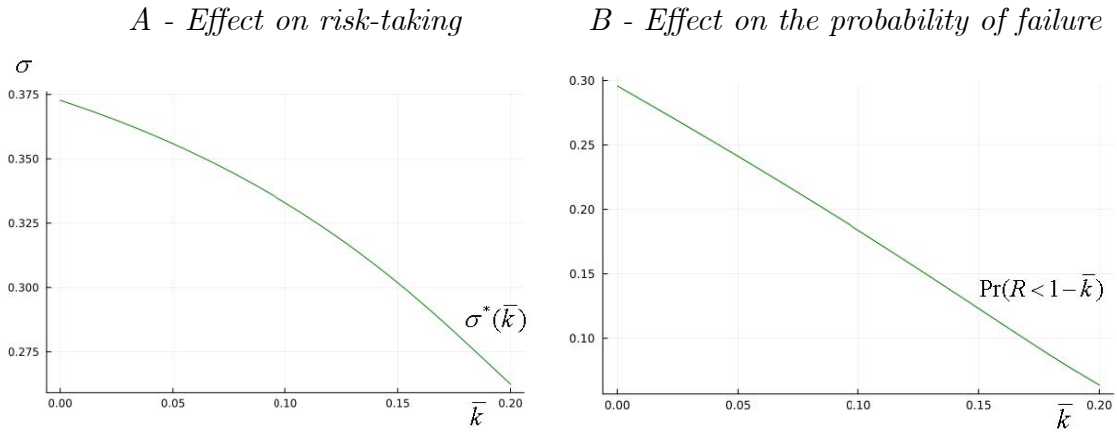 A - Effect on risk-taking
σ
0.375
0.350
0.325
0.300
0.275
0.00 0.05 0.10 0.15 0.20
σ*(k̅)
k̅
B - Effect on the probability of failure
0.30
0.25
0.20
0.15
0.10
0.00 0.05 0.10 0.15 0.20
Pr(R < 1 − k̅)
k̅